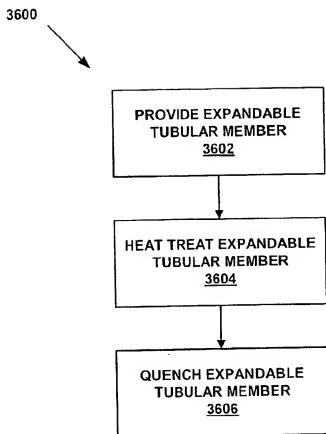 3600
PROVIDE EXPANDABLE
TUBULAR MEMBER
3602
HEAT TREAT EXPANDABLE
TUBULAR MEMBER
3604
QUENCH EXPANDABLE
TUBULAR MEMBER
3606